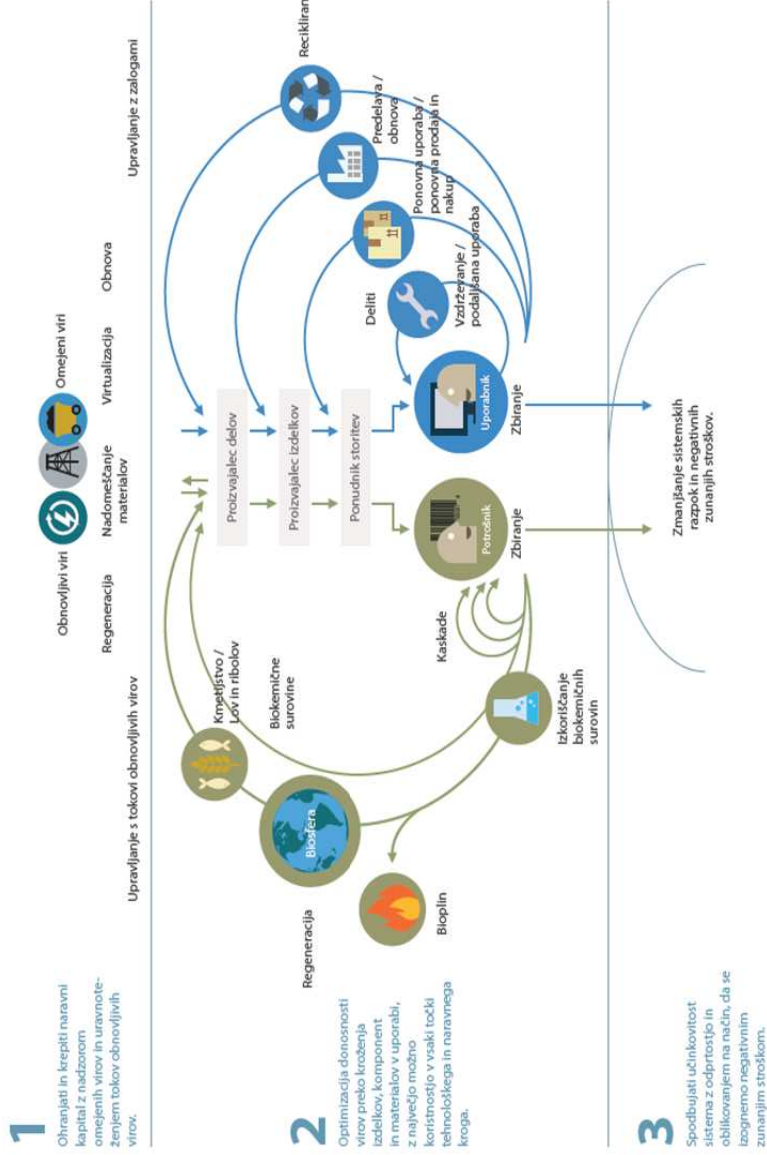 1
Ohranjati in krepiti naravni
kapital z nadzorom
omejenih virov in uravnote-
ženjem tokov obnovljivih
virov.
Obnovljivi viri
Omejeni viri
Regeneracija
Nadomeščanje
materialov
Virtualizacija
Obnova
Upravljanje s tokovi obnovljivih virov
Upravljanje z zalogami
2
Optimizacija donosnosti
virov preko kroženja
izdelkov, komponent
in materialov v uporabi,
z največjo možno
koristnostjo v vsaki točki
tehnološkega in naravnega
kroga.
Regeneracija
Biosfera
Bioplin
Kmetijstvo /
Lov in ribolov
Biokemične
surovine
Izkoriščanje
biokemičnih
surovin
Kaskade
Proizvajalec delov
Proizvajalec izdelkov
Ponudnik storitev
Potrošnik
Zbiranje
Uporabnik
Zbiranje
Deliti
Vzdrževanje /
podaljšana uporaba
Ponovna uporaba /
ponovna prodaja in
nakup
Predelava /
obnova
Recikliran
3
Spodbujati učinkovitost
sistema z odprtostjo in
oblikovanjem na način, da se
izognemo negativnim
zunanjim stroškom.
Zmanjšanje sistemskih
razpok in negativnih
zunanjih stroškov.